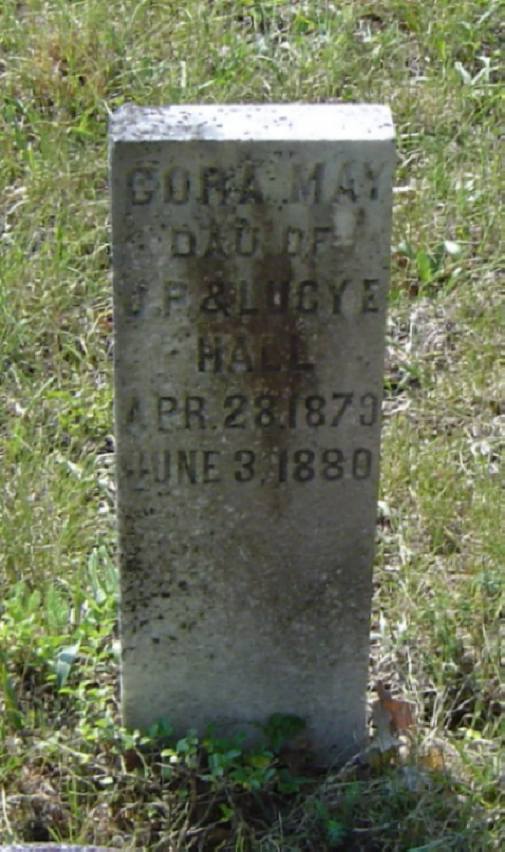 CORA MAY
DAU OF
J.P. & LUCY E
HALL
APR. 28, 1879
JUNE 3, 1880